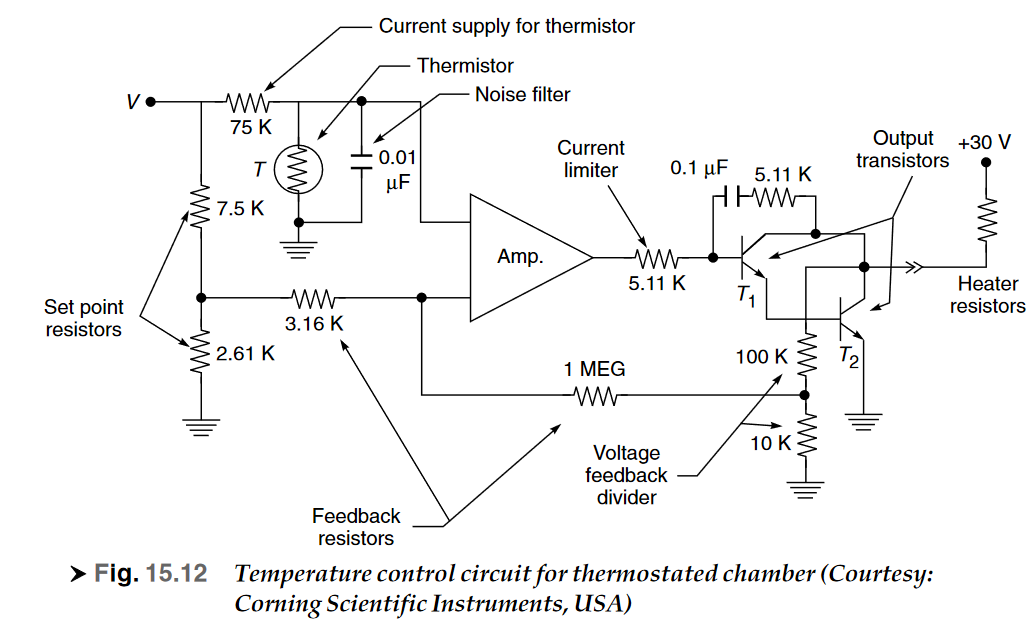 Current supply for thermistor
Thermistor
Noise filter
V
75 K
T
0.01
μF
7.5 K
Current
limiter
0.1 μF
5.11 K
Output
transistors
+30 V
Amp.
5.11 K
T1
Heater
resistors
Set point
resistors
3.16 K
2.61 K
1 MEG
100 K
T2
10 K
Voltage
feedback
divider
Feedback
resistors
➤ Fig. 15.12 Temperature control circuit for thermostated chamber (Courtesy:
Corning Scientific Instruments, USA)